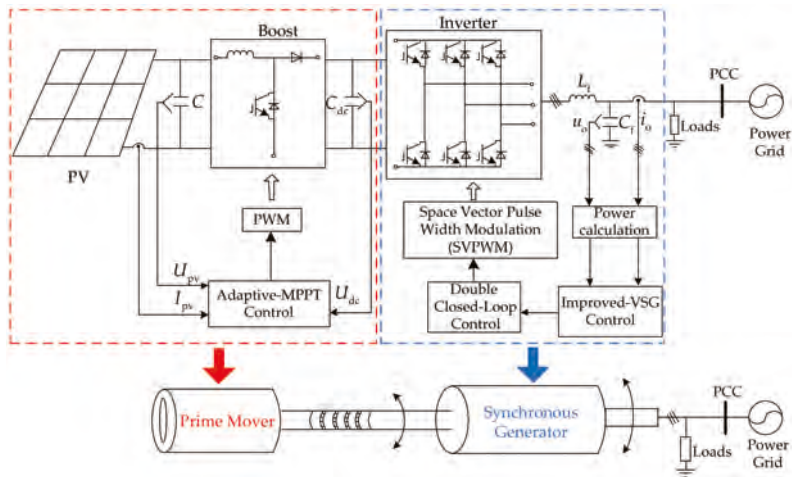 Boost
Inverter
C
C_dc
L_f
PCC
u_o
C_f
i_o
Loads
Power
Grid
PV
PWM
Space Vector Pulse
Width Modulation
(SVPWM)
Power
calculation
U_pv
I_pv
Adaptive-MPPT
Control
U_dc
Double
Closed-Loop
Control
Improved-VSG
Control
Prime Mover
Synchronous
Generator
PCC
Loads
Power
Grid